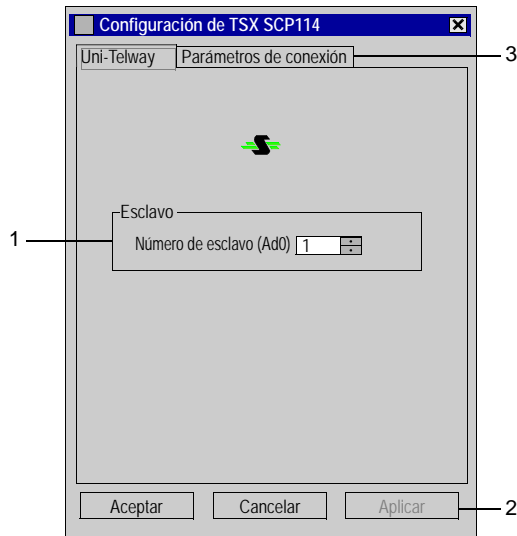 Configuración de TSX SCP114
Uni-Telway Parámetros de conexión
3
Esclavo
1
Número de esclavo (Ad0) 1
Aceptar Cancelar Aplicar
2